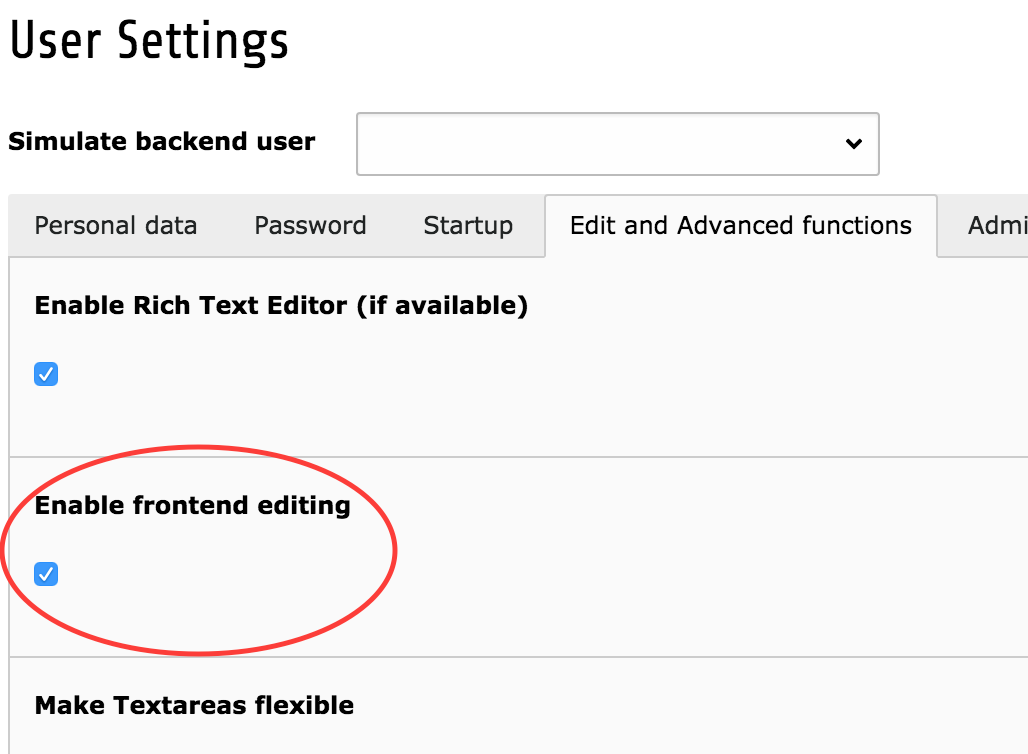 User Settings
Simulate backend user
Personal data Password Startup Edit and Advanced functions Admi
Enable Rich Text Editor (if available)
Enable frontend editing
Make Textareas flexible